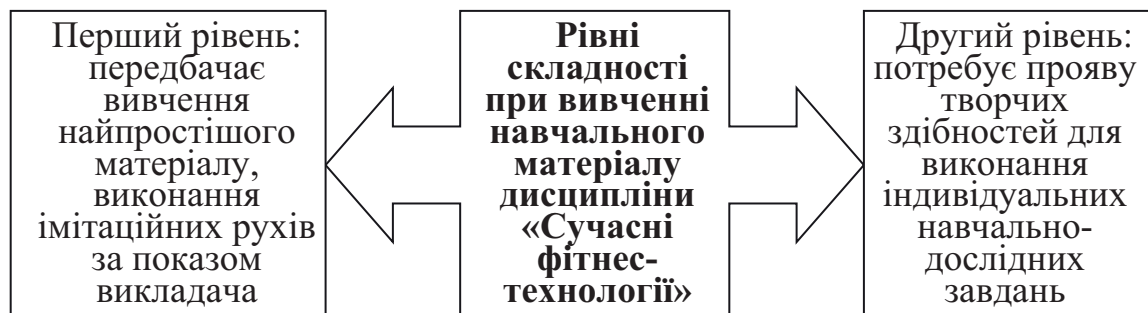 Перший рівень:
передбачає
вивчення
найпростішого
матеріалу,
виконання
імітаційних рухів
за показом
викладача
Рівні
складності
при вивченні
навчального
матеріалу
дисципліни
«Сучасні
фітнес-
технології»
Другий рівень:
потребує прояву
творчих
здібностей для
виконання
індивідуальних
навчально-
дослідних
завдань